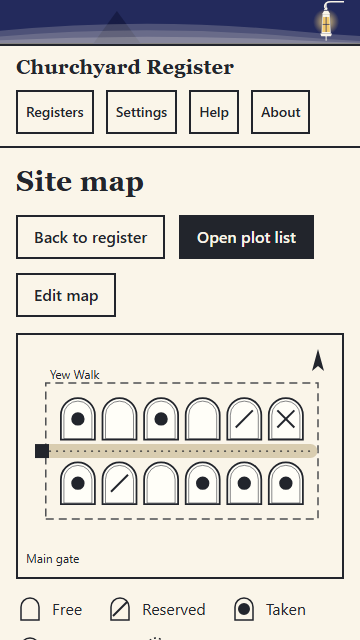 Churchyard Register
Registers Settings Help About
Site map
Back to register Open plot list
Edit map
Yew Walk
Main gate
Free Reserved Taken